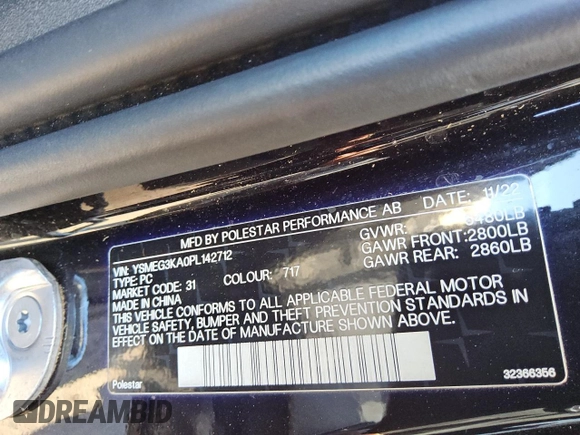 MFD BY POLESTAR PERFORMANCE AB DATE: 11/22
VIN: YSMEG3KA0PL142712 GVWR: 5480LB
TYPE: PC GAWR FRONT: 2800LB
MARKET CODE: 31 COLOUR: 717 GAWR REAR: 2860LB
MADE IN CHINA
THIS VEHICLE CONFORMS TO ALL APPLICABLE FEDERAL MOTOR
VEHICLE SAFETY, BUMPER AND THEFT PREVENTION STANDARDS IN
EFFECT ON THE DATE OF MANUFACTURE SHOWN ABOVE.
Polestar 32366356
DREAMBID